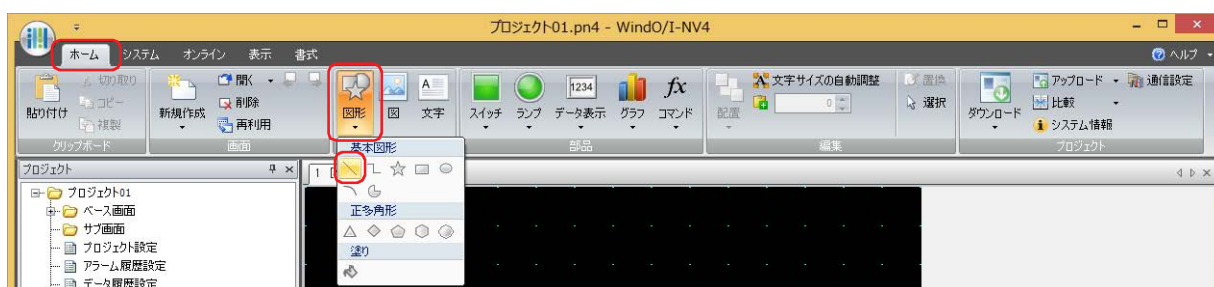 プロジェクト01.pn4 - WindO/I-NV4
ホーム システム オンライン 表示 書式 ヘルプ
貼り付け 切り取り コピー 複製
新規作成 開く 削除 再利用
図形 図 文字
スイッチ ランプ データ表示 グラフ コマンド
配置 文字サイズの自動調整 0 置換 選択
ダウンロード アップロード 比較 システム情報 通信設定
クリップボード 画面 部品 編集 プロジェクト
基本図形
正多角形
塗り
プロジェクト
1
プロジェクト01
ベース画面
サブ画面
プロジェクト設定
アラーム履歴設定
データ履歴設定